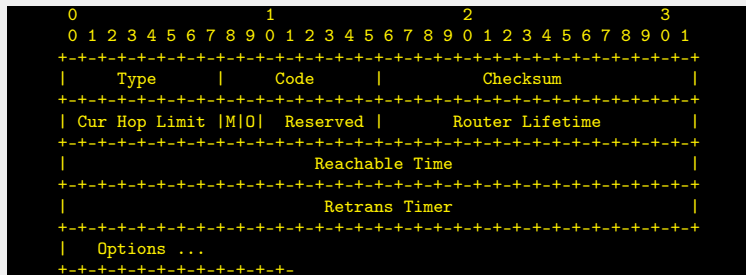 0                   1                   2                   3
 0 1 2 3 4 5 6 7 8 9 0 1 2 3 4 5 6 7 8 9 0 1 2 3 4 5 6 7 8 9 0 1
+-+-+-+-+-+-+-+-+-+-+-+-+-+-+-+-+-+-+-+-+-+-+-+-+-+-+-+-+-+-+-+-+
|     Type      |     Code      |          Checksum             |
+-+-+-+-+-+-+-+-+-+-+-+-+-+-+-+-+-+-+-+-+-+-+-+-+-+-+-+-+-+-+-+-+
| Cur Hop Limit |M|O|  Reserved |       Router Lifetime         |
+-+-+-+-+-+-+-+-+-+-+-+-+-+-+-+-+-+-+-+-+-+-+-+-+-+-+-+-+-+-+-+-+
|                         Reachable Time                        |
+-+-+-+-+-+-+-+-+-+-+-+-+-+-+-+-+-+-+-+-+-+-+-+-+-+-+-+-+-+-+-+-+
|                          Retrans Timer                        |
+-+-+-+-+-+-+-+-+-+-+-+-+-+-+-+-+-+-+-+-+-+-+-+-+-+-+-+-+-+-+-+-+
|   Options ...
+-+-+-+-+-+-+-+-+-+-+-+-